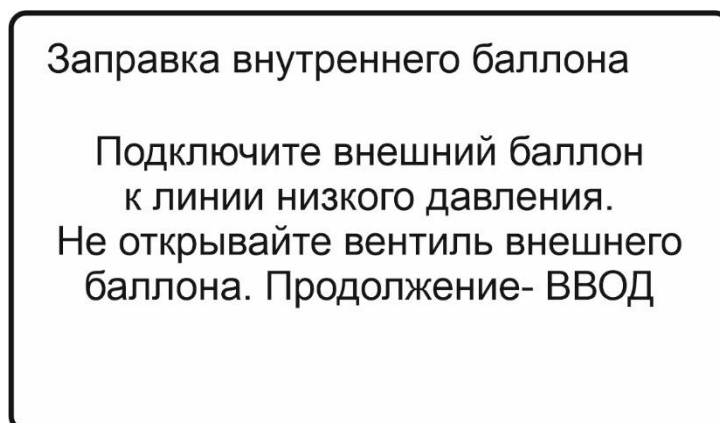 Заправка внутреннего баллона
Подключите внешний баллон
к линии низкого давления.
Не открывайте вентиль внешнего
баллона. Продолжение- ВВОД